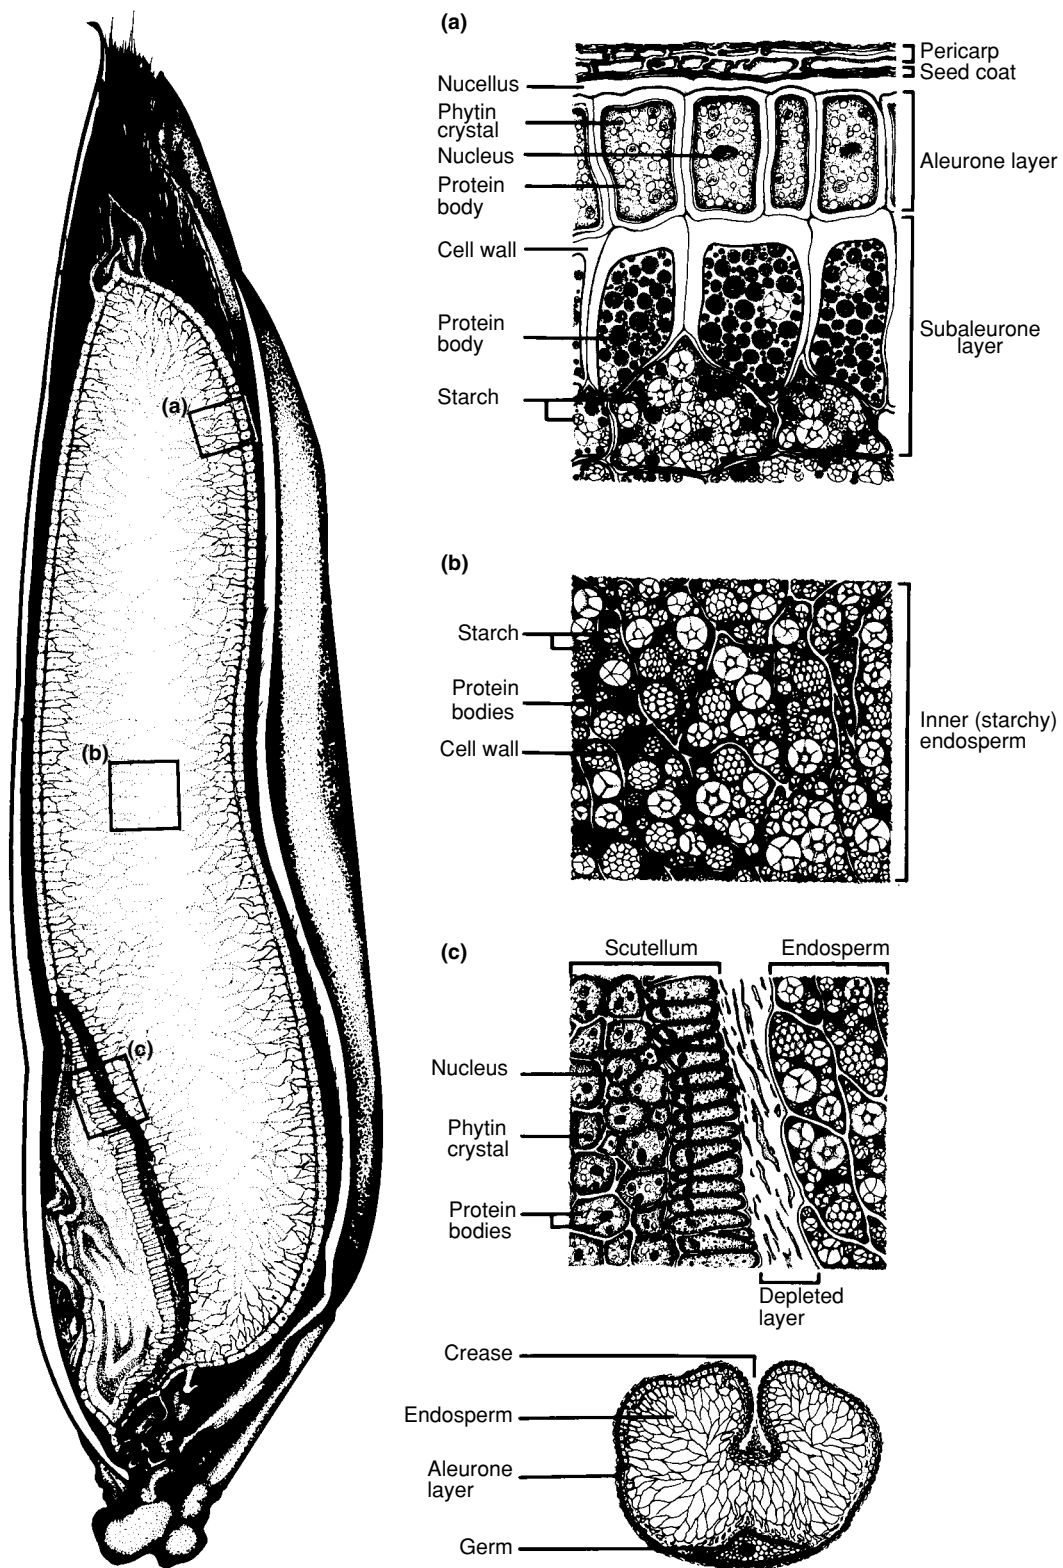 (a)
Pericarp
Seed coat
Nucellus
Phytin
crystal
Nucleus
Protein
body
Aleurone layer
Cell wall
Protein
body
Starch
Subaleurone
layer
(a)
(b)
(c)
(b)
Starch
Protein
bodies
Cell wall
Inner (starchy)
endosperm
(c)
Scutellum
Endosperm
Nucleus
Phytin
crystal
Protein
bodies
Depleted
layer
Crease
Endosperm
Aleurone
layer
Germ